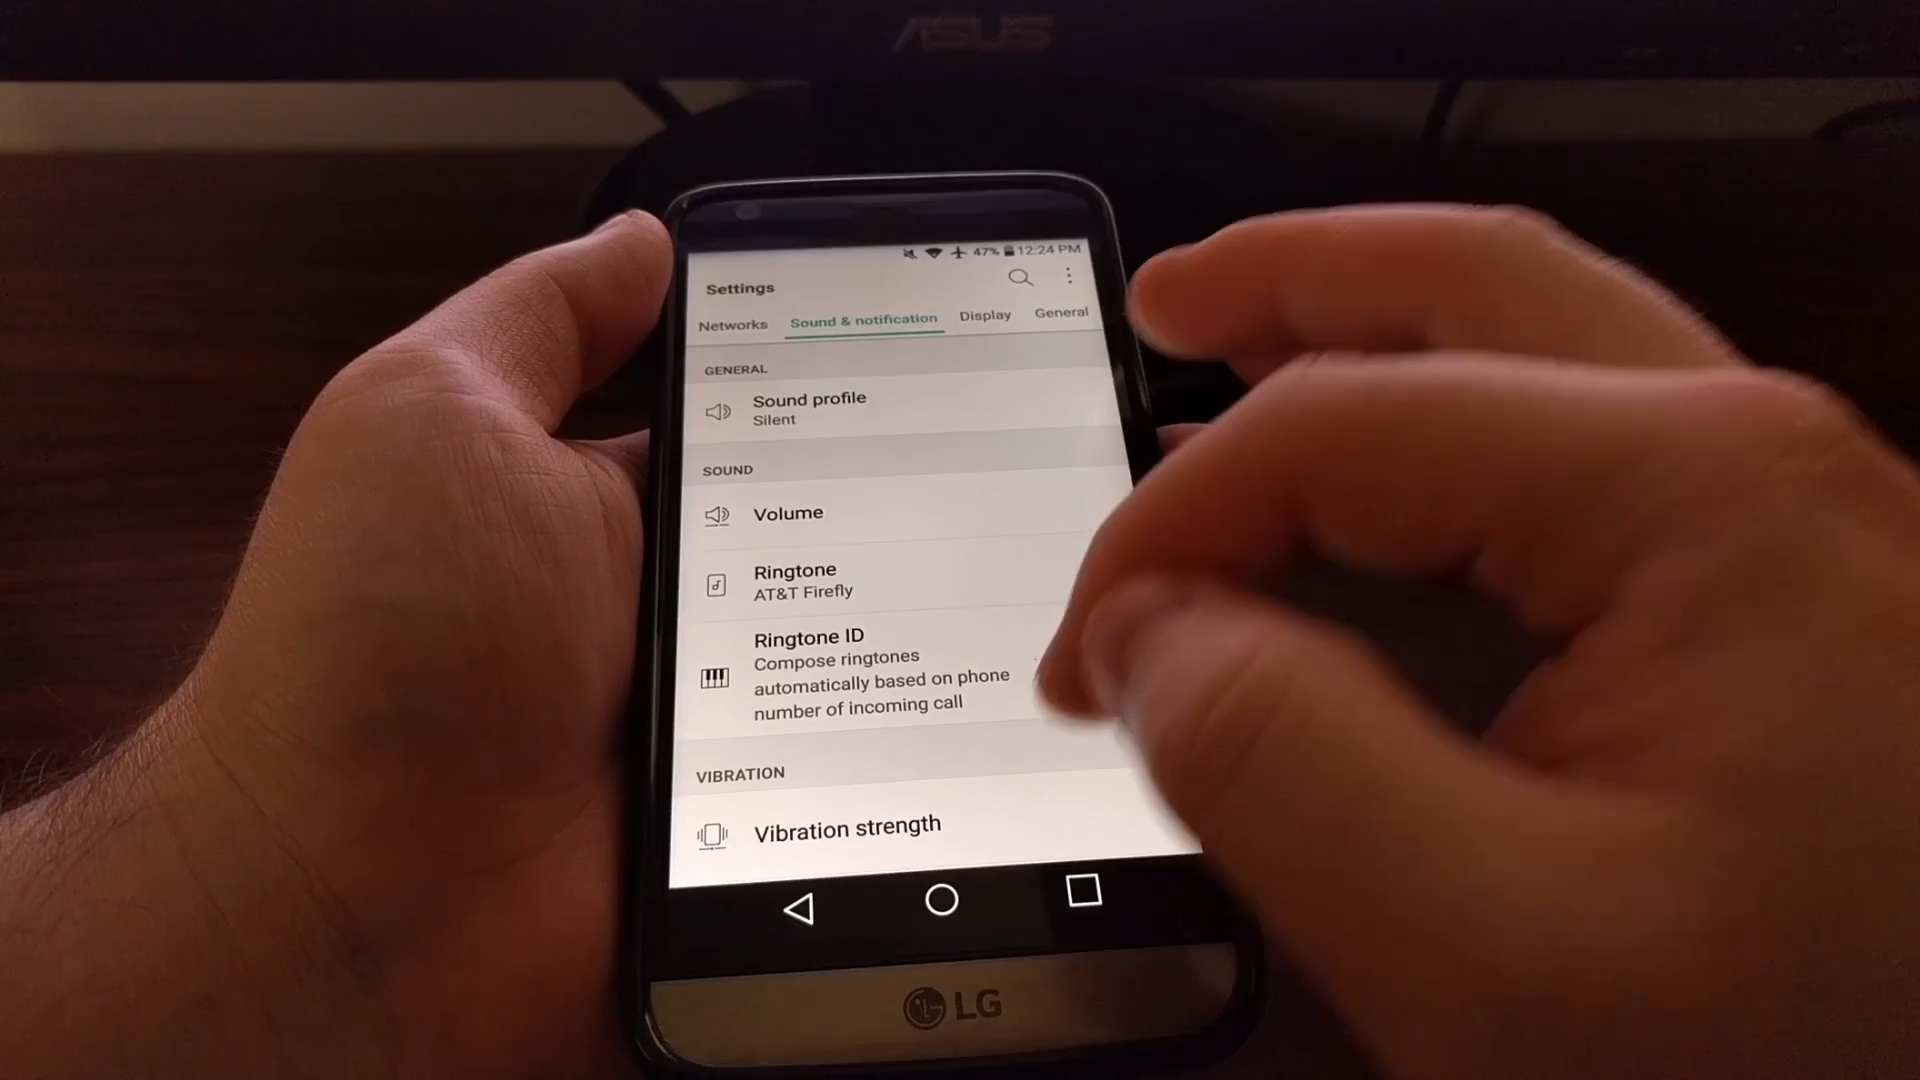 ASUS
47% 12:24 PM
Settings
Networks Sound & notification Display General
GENERAL
Sound profile
Silent
SOUND
Volume
Ringtone
AT&T Firefly
Ringtone ID
Compose ringtones
automatically based on phone
number of incoming call
VIBRATION
Vibration strength
LG